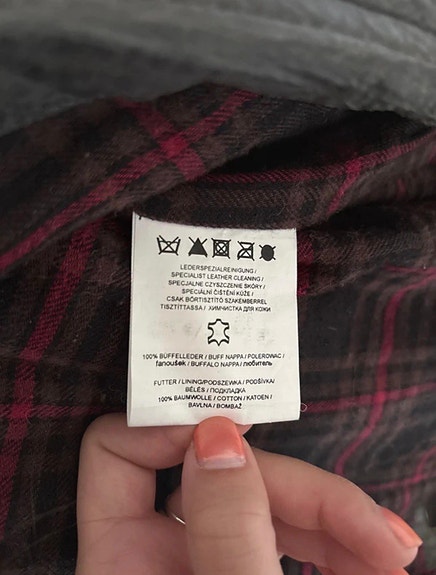 LEDERSPEZIALREINIGUNG /
SPECIALIST LEATHER CLEANING /
SPECJALNE CZYSZCZENIE SKÓRY /
SPECIÁLNÍ ČIŠTĚNÍ KŮŽE /
CSAK BŐRTISZTÍTÓ SZAKEMBERREL
TISZTÍTTASSA / ХИМЧИСТКА ДЛЯ КОЖИ
100% BÜFFELLEDER / BUFF NAPPA / POLEROWAC /
fanoušek / BUFFALO NAPPA / любитель
FUTTER / LINING/PODSZEWKA / PODŠÍVKA/
BÉLÉS / ПОДКЛАДКА
100% BAUMWOLLE / COTTON / KATOEN /
BAVLNA / BOMBAŽ